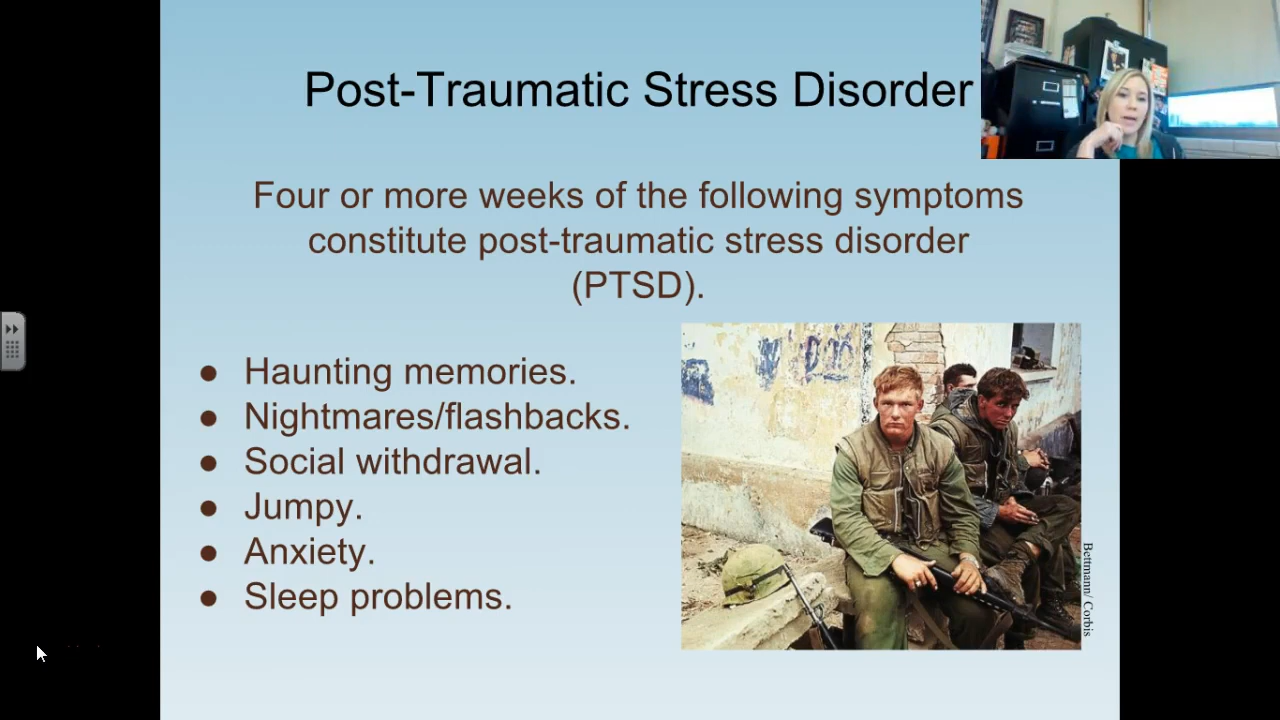 Post-Traumatic Stress Disorder
Four or more weeks of the following symptoms
constitute post-traumatic stress disorder
(PTSD).
● Haunting memories.
● Nightmares/flashbacks.
● Social withdrawal.
● Jumpy.
● Anxiety.
● Sleep problems.
Bettmann/ Corbis